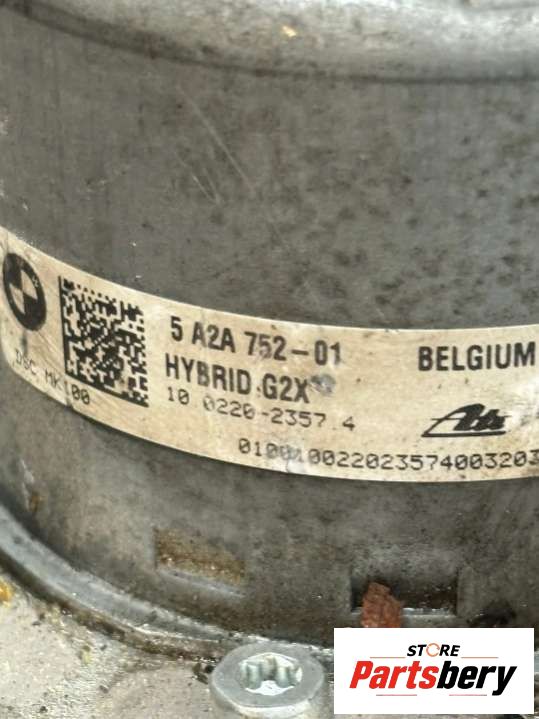 5 A2A 752-01
HYBRID G2X
BELGIUM
DSC MK100
10.0220-2357.4
Ate
STORE
Partsbery